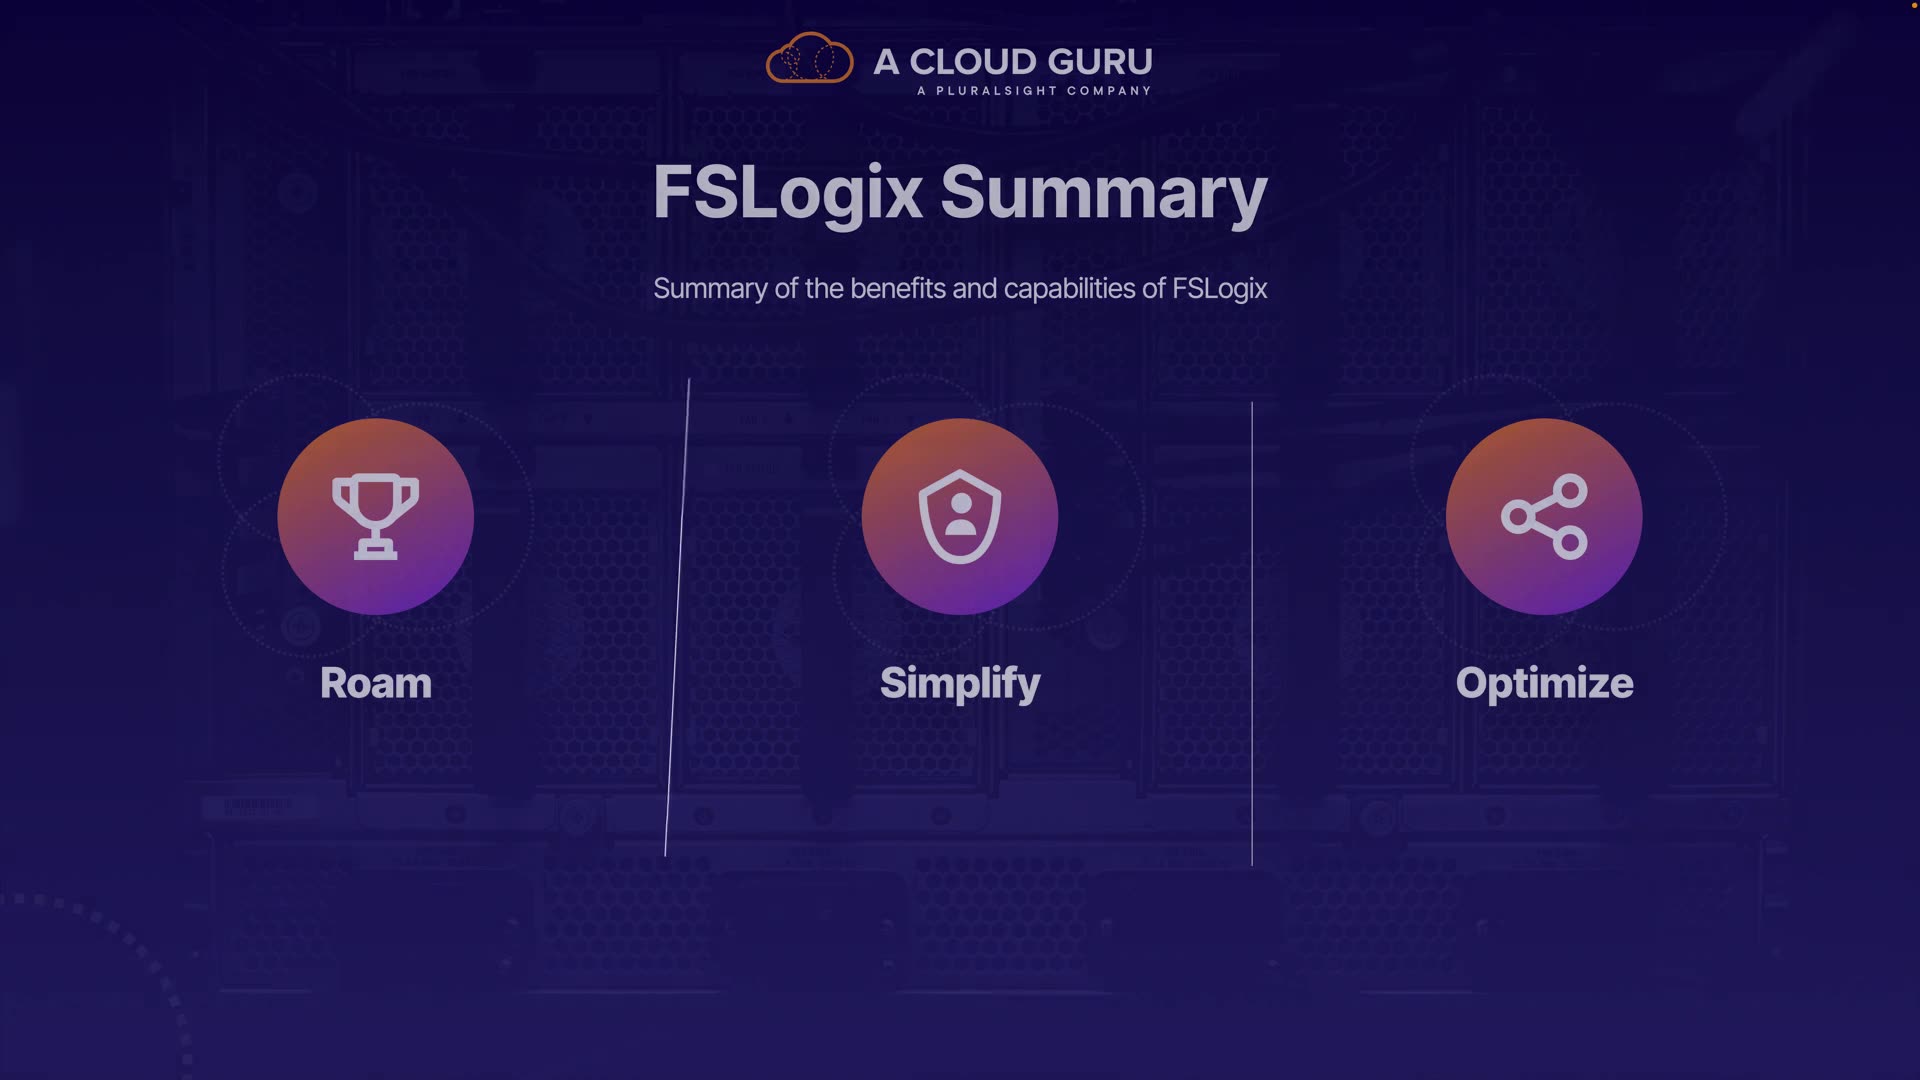 A CLOUD GURU
A PLURALSIGHT COMPANY
FSLogix Summary
Summary of the benefits and capabilities of FSLogix
Roam
Simplify
Optimize